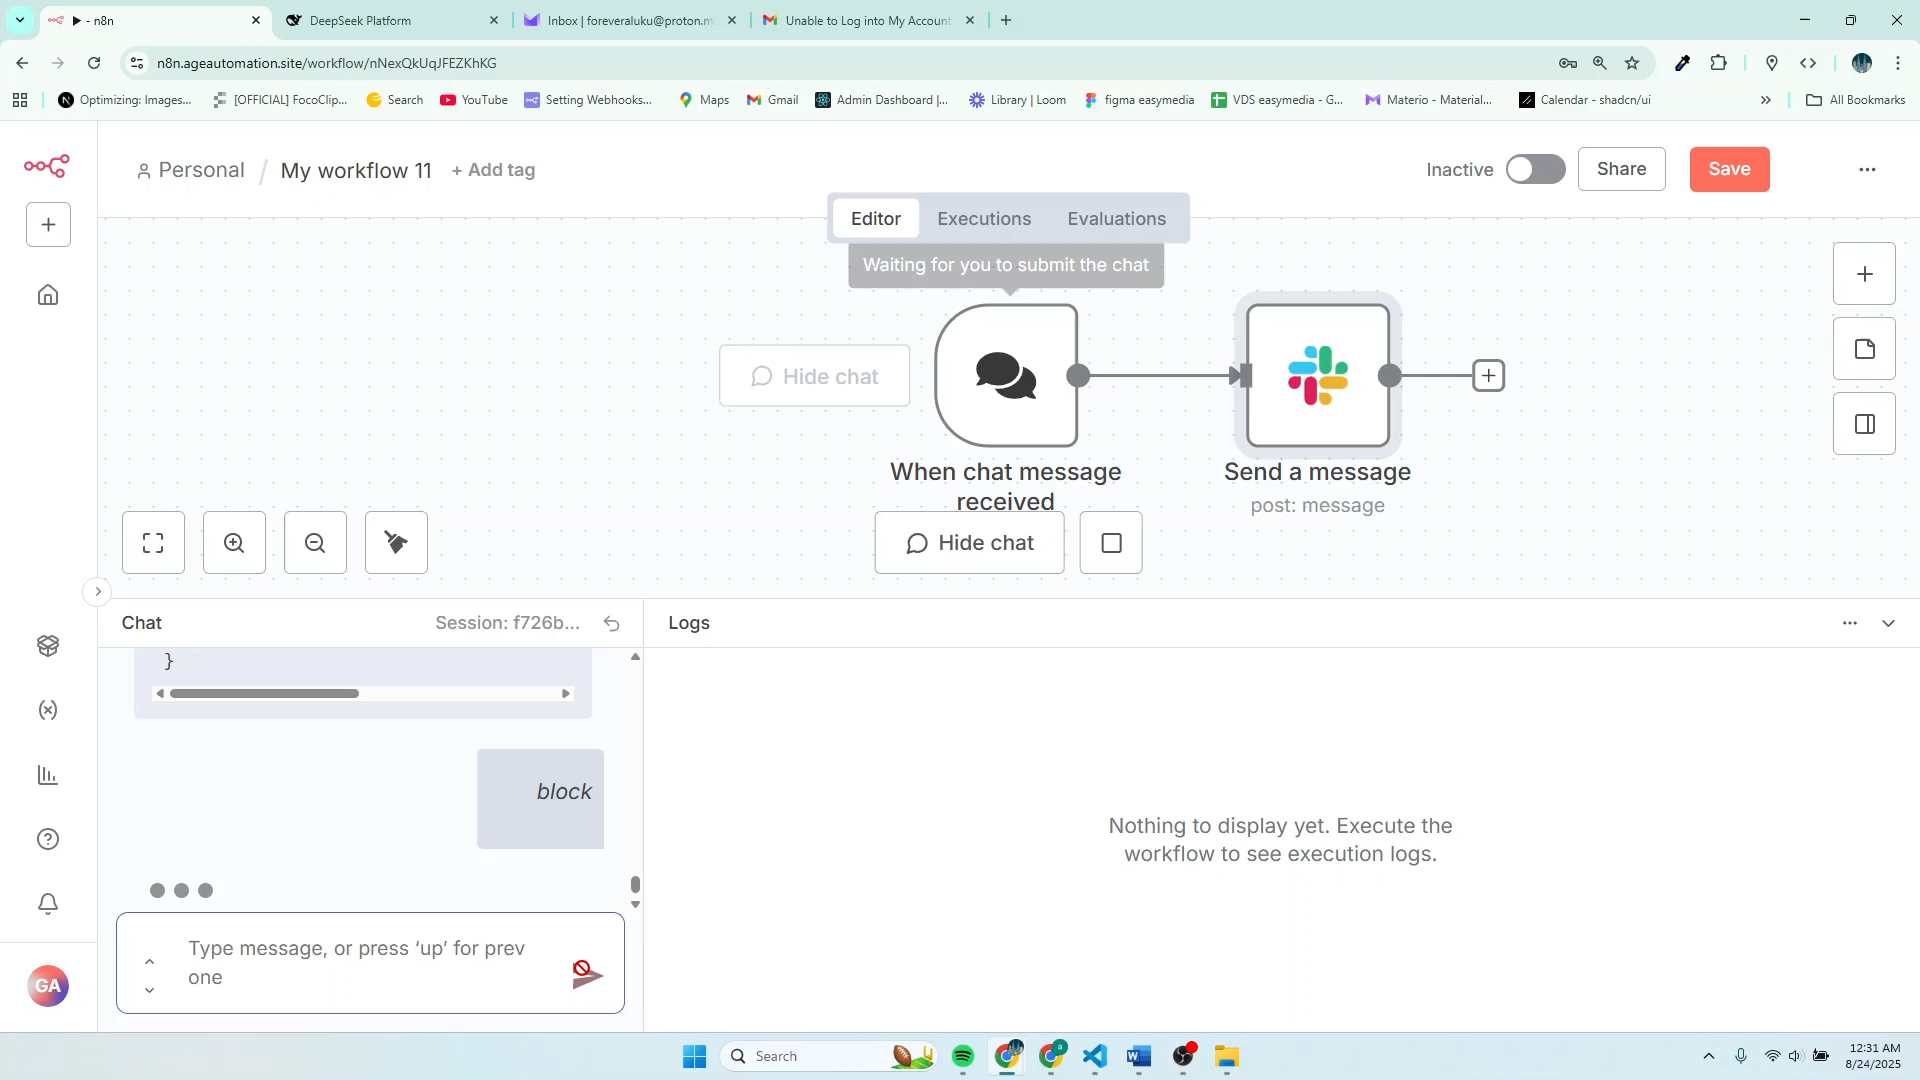 - n8n
DeepSeek Platform
Inbox | foreveraluku@proton.m
Unable to Log into My Account
n8n.ageautomation.site/workflow/nNexQkUqJFEZKhKG
Optimizing: Images...
[OFFICIAL] FocoClip...
Search
YouTube
Setting Webhooks...
Maps
Gmail
Admin Dashboard |...
Library | Loom
figma easymedia
VDS easymedia - G...
Materio - Material...
Calendar - shadcn/ui
All Bookmarks
Personal / My workflow 11 + Add tag
Inactive
Share
Save
Editor
Executions
Evaluations
Waiting for you to submit the chat
Hide chat
When chat message
received
Send a message
post: message
Hide chat
Chat
Session: f726b...
Logs
}
block
Nothing to display yet. Execute the
workflow to see execution logs.
Type message, or press ‘up’ for prev
one
GA
Search
12:31 AM
8/24/2025